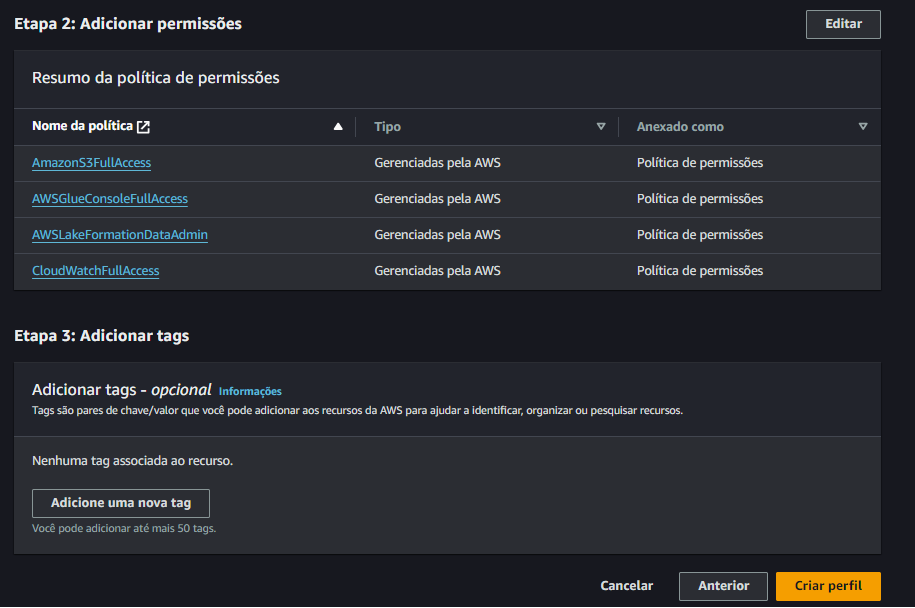 Etapa 2: Adicionar permissões
Editar
Resumo da política de permissões
Nome da política Tipo Anexado como
AmazonS3FullAccess Gerenciadas pela AWS Política de permissões
AWSGlueConsoleFullAccess Gerenciadas pela AWS Política de permissões
AWSLakeFormationDataAdmin Gerenciadas pela AWS Política de permissões
CloudWatchFullAccess Gerenciadas pela AWS Política de permissões
Etapa 3: Adicionar tags
Adicionar tags - opcional Informações
Tags são pares de chave/valor que você pode adicionar aos recursos da AWS para ajudar a identificar, organizar ou pesquisar recursos.
Nenhuma tag associada ao recurso.
Adicione uma nova tag
Você pode adicionar até mais 50 tags.
Cancelar Anterior Criar perfil